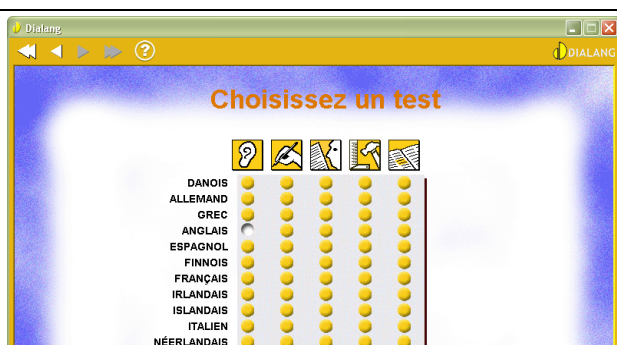 Dialang
?
DIALANG
Choisissez un test
DANOIS
ALLEMAND
GREC
ANGLAIS
ESPAGNOL
FINNOIS
FRANÇAIS
IRLANDAIS
ISLANDAIS
ITALIEN
NÉERLANDAIS